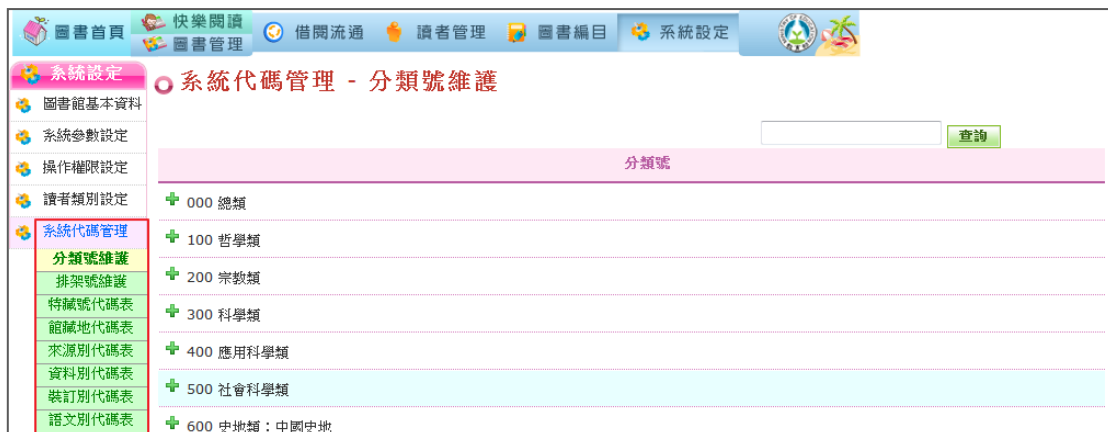 圖書首頁
快樂閱讀
圖書管理
借閱流通
讀者管理
圖書編目
系統設定
系統設定
圖書館基本資料
系統參數設定
操作權限設定
讀者類別設定
系統代碼管理
分類號維護
排架號維護
特藏號代碼表
館藏地代碼表
來源別代碼表
資料別代碼表
裝訂別代碼表
語文別代碼表
系統代碼管理 - 分類號維護
查詢
分類號
000 總類
100 哲學類
200 宗教類
300 科學類
400 應用科學類
500 社會科學類
600 史地類：中國史地